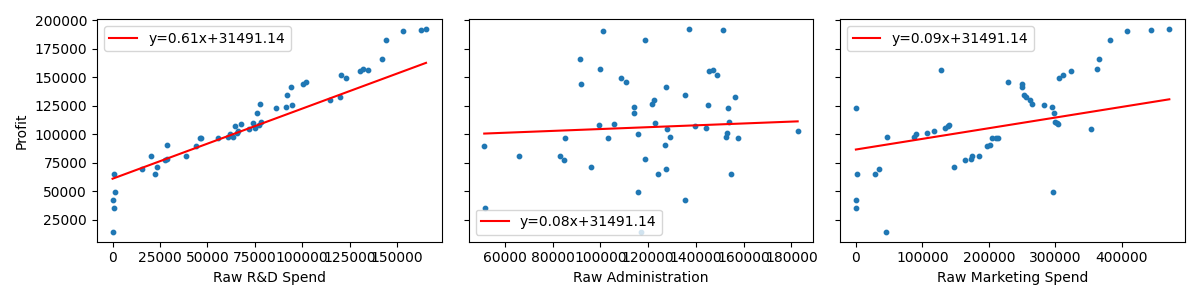 y=0.61x+31491.14
y=0.08x+31491.14
y=0.09x+31491.14
Profit
200000
175000
150000
125000
100000
75000
50000
25000
0 25000 50000 75000 100000 125000 150000
60000 80000 100000 120000 140000 160000 180000
0 100000 200000 300000 400000
Raw R&D Spend
Raw Administration
Raw Marketing Spend